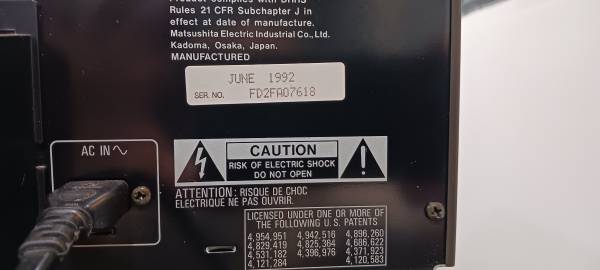 Product complies with DHHS
Rules 21 CFR Subchapter J in
effect at date of manufacture.
Matsushita Electric Industrial Co., Ltd.
Kadoma, Osaka, Japan.
MANUFACTURED
JUNE 1992
SER. NO. FD2FA07618
AC IN
CAUTION
RISK OF ELECTRIC SHOCK
DO NOT OPEN
ATTENTION : RISQUE DE CHOC
ELECTRIQUE NE PAS OUVRIR.
LICENSED UNDER ONE OR MORE OF
THE FOLLOWING U.S. PATENTS
4,954,951 4,942,516 4,896,260
4,829,419 4,825,364 4,686,622
4,531,182 4,396,976 4,371,923
4,121,284 4,120,583